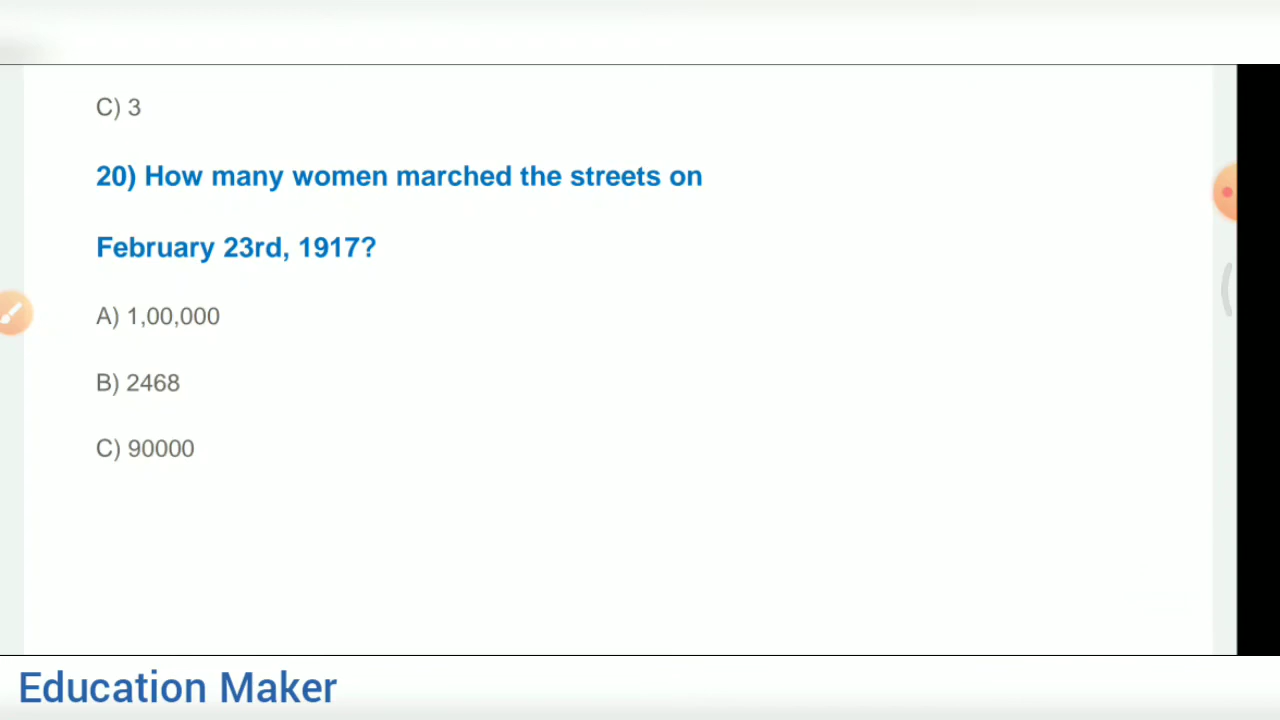 C) 3
20) How many women marched the streets on
February 23rd, 1917?
A) 1,00,000
B) 2468
C) 90000
Education Maker